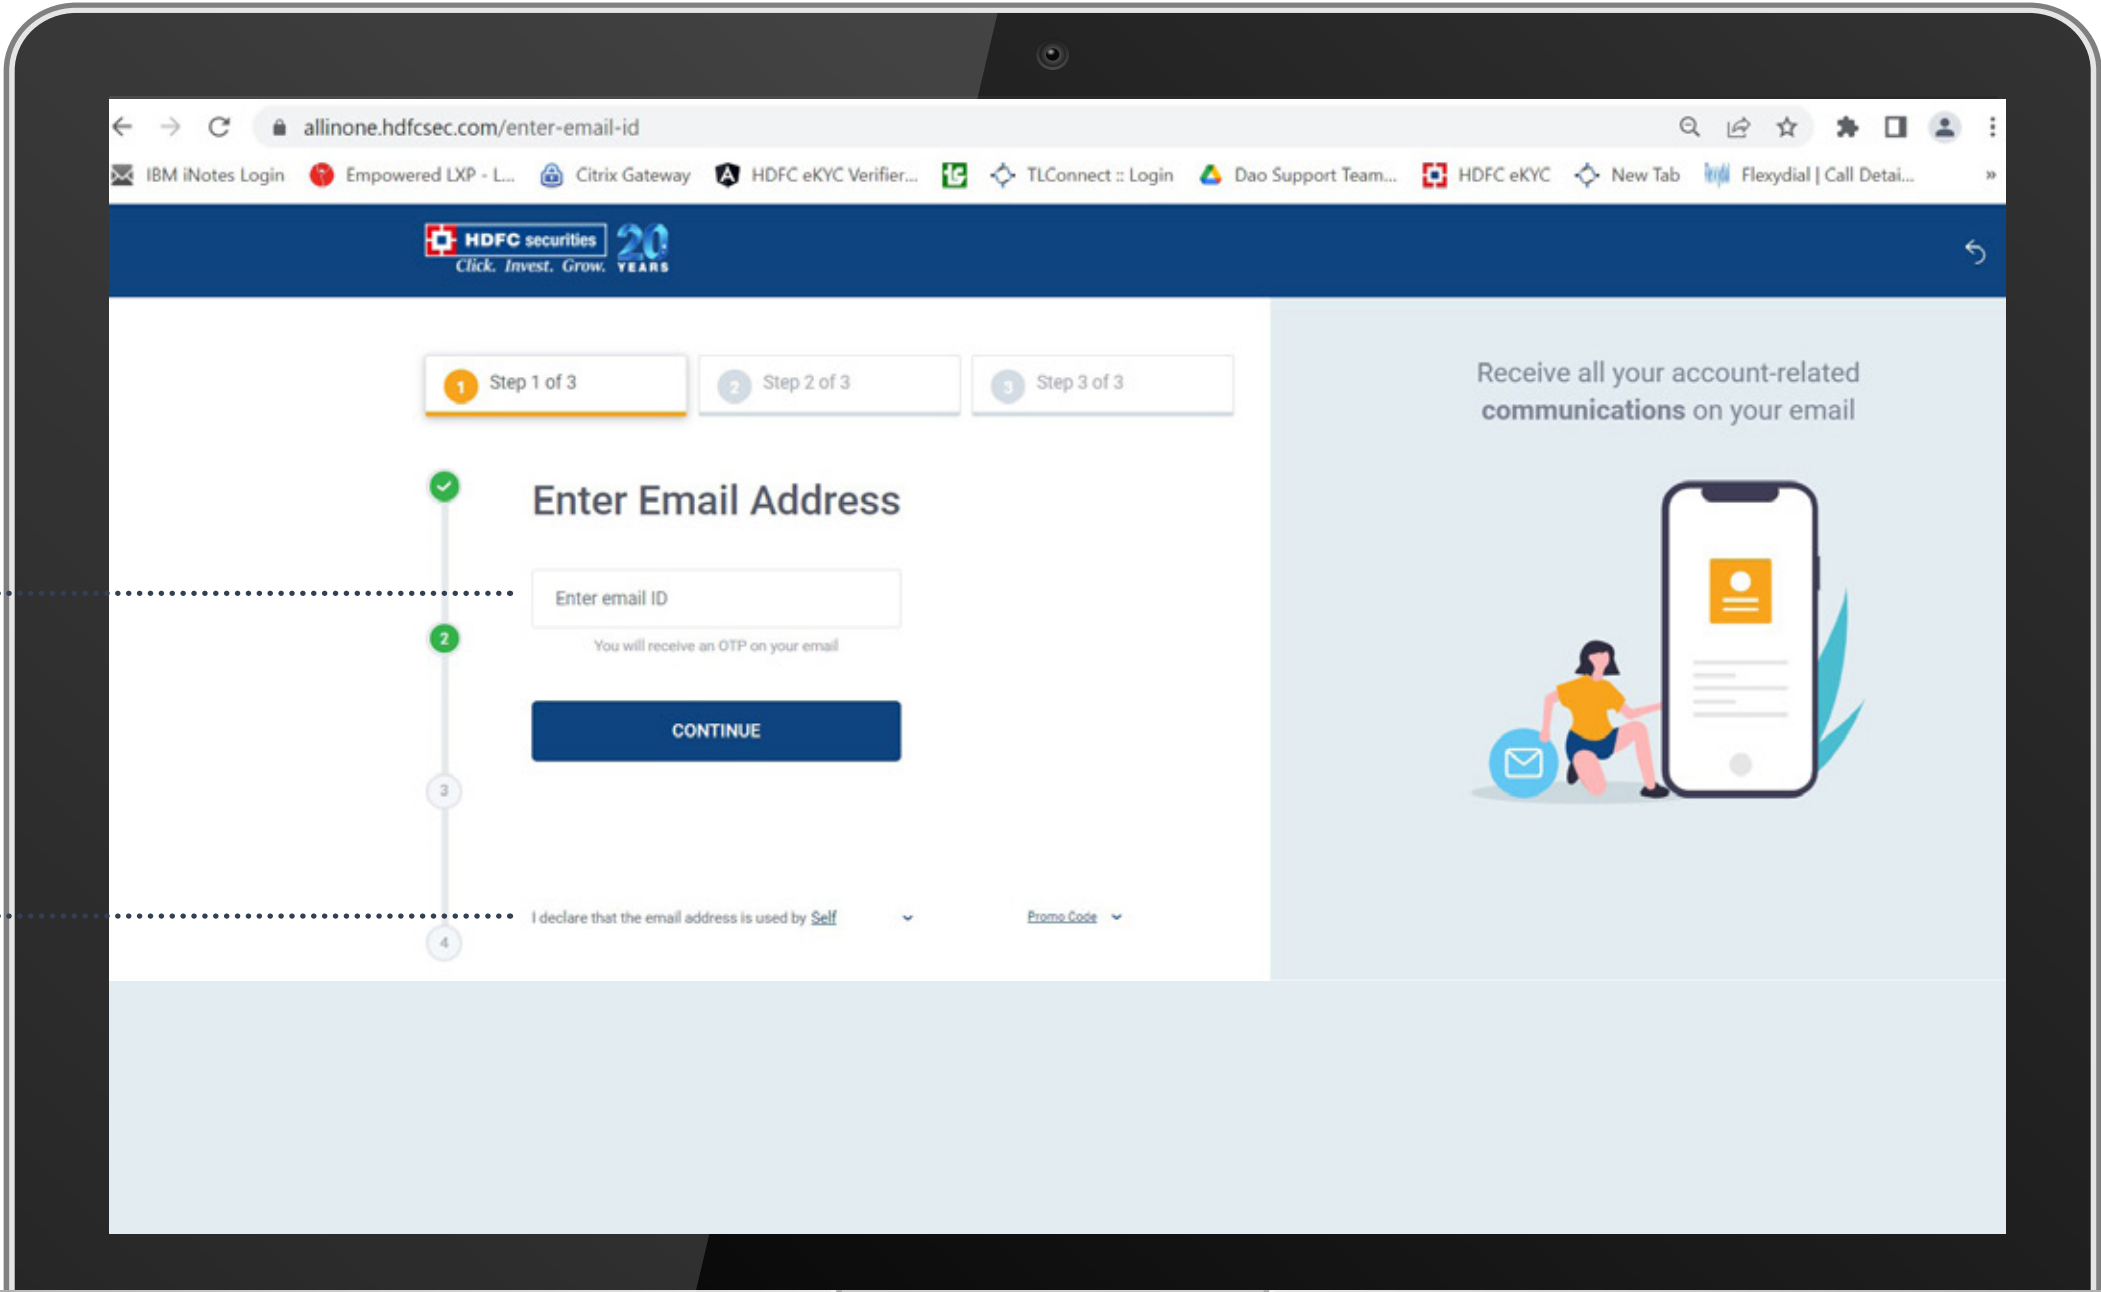 allinone.hdfcsec.com/enter-email-id
IBM iNotes Login Empowered LXP - L... Citrix Gateway HDFC eKYC Verifier... TLConnect :: Login Dao Support Team... HDFC eKYC New Tab Flexydial | Call Detai... »
HDFC securities
Click. Invest. Grow.
20
YEARS
1 Step 1 of 3
2 Step 2 of 3
3 Step 3 of 3
Receive all your account-related
communications on your email
Enter Email Address
Enter email ID
2
You will receive an OTP on your email
CONTINUE
3
I declare that the email address is used by Self
Promo Code
4